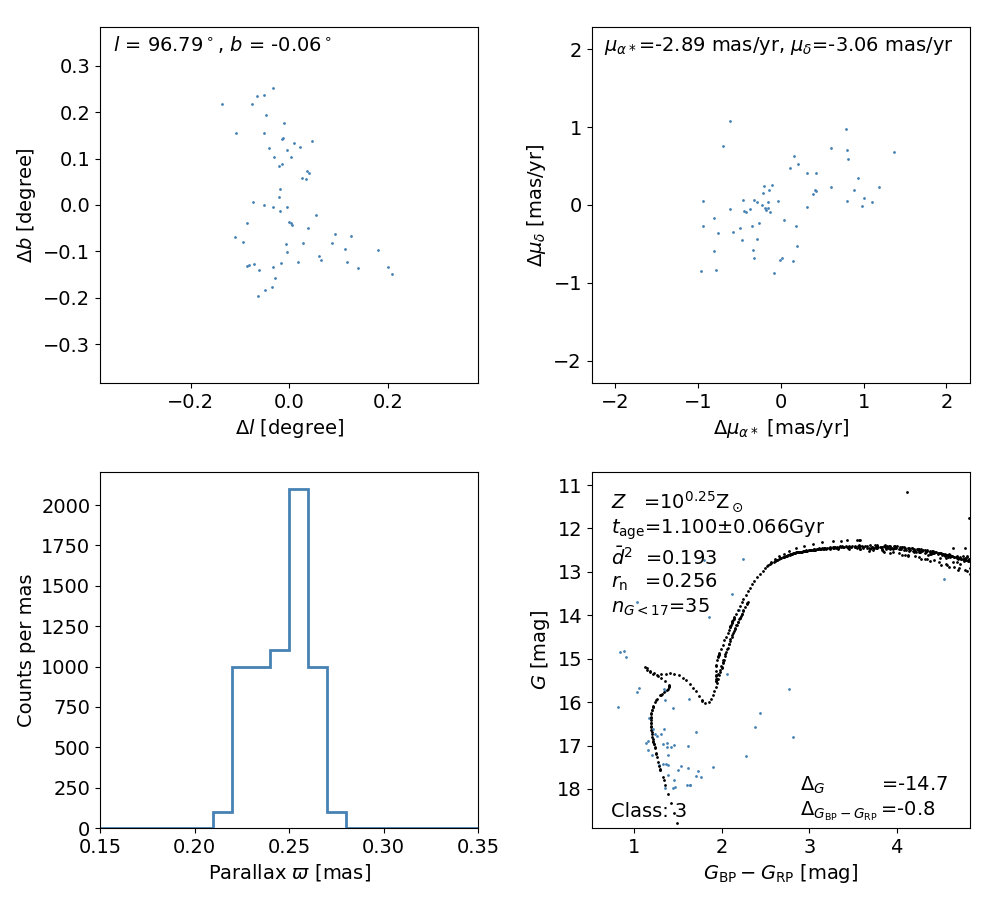 l = 96.79°, b = -0.06°
0.3
0.2
0.1
0.0
−0.1
−0.2
−0.3
Δb [degree]
−0.2 0.0 0.2
Δl [degree]
μα∗=-2.89 mas/yr, μδ=-3.06 mas/yr
2
1
0
−1
−2
Δμδ [mas/yr]
−2 −1 0 1 2
Δμα∗ [mas/yr]
2000
1750
1500
1250
1000
750
500
250
0
Counts per mas
0.15 0.20 0.25 0.30 0.35
Parallax ϖ [mas]
11
12
13
14
15
16
17
18
G [mag]
Z =10^0.25 Z⊙
t_age=1.100±0.066Gyr
d̄² =0.193
r_n =0.256
n_G<17=35
Δ_G =-14.7
Δ_GBP−GRP =-0.8
Class: 3
1 2 3 4
G_BP − G_RP [mag]